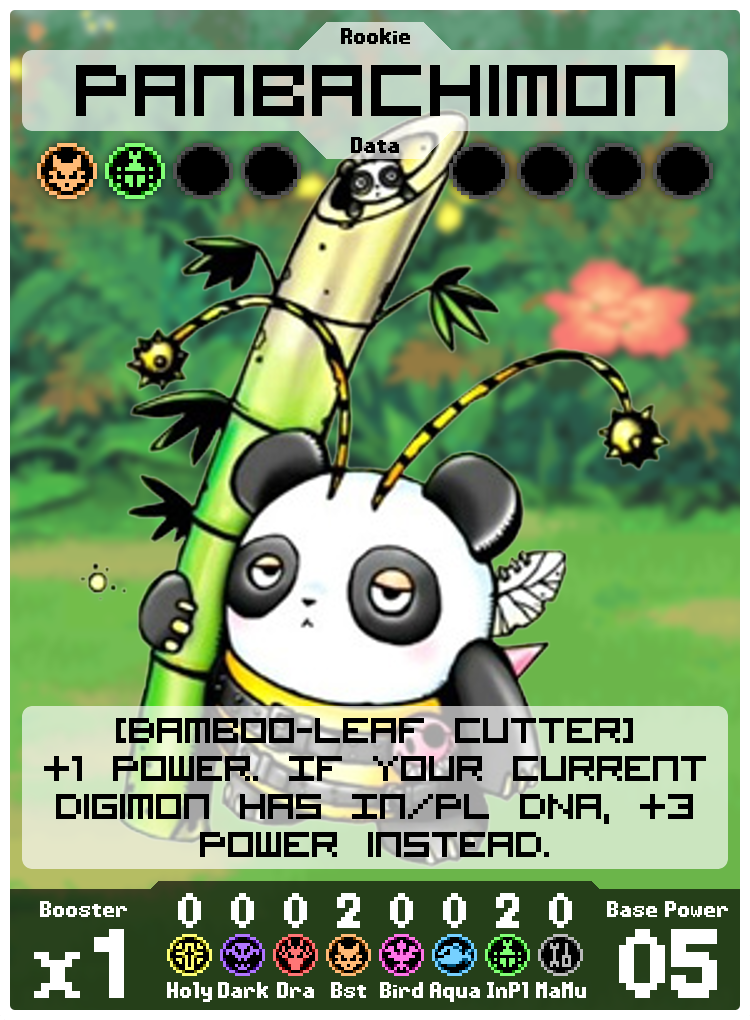 Rookie
PANBACHIMON
Data
[BAMBOO-LEAF CUTTER]
+1 POWER. IF YOUR CURRENT
DIGIMON HAS IN/PL DNA, +3
POWER INSTEAD.
Booster
x1
0 0 0 2 0 0 2 0
Holy Dark Dra Bst Bird Aqua InPl MaMu
Base Power
05